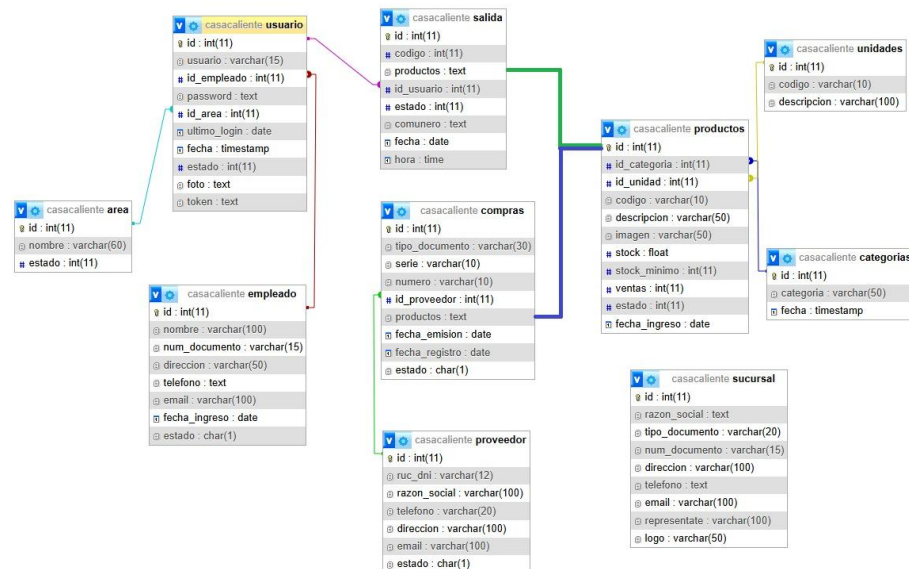 casacaliente usuario
id : int(11)
usuario : varchar(15)
id_empleado : int(11)
password : text
id_area : int(11)
ultimo_login : date
fecha : timestamp
estado : int(11)
foto : text
token : text
casacaliente salida
id : int(11)
codigo : int(11)
productos : text
id_usuario : int(11)
estado : int(11)
comunero : text
fecha : date
hora : time
casacaliente unidades
id : int(11)
codigo : varchar(10)
descripcion : varchar(100)
casacaliente productos
id : int(11)
id_categoria : int(11)
id_unidad : int(11)
codigo : varchar(10)
descripcion : varchar(50)
imagen : varchar(50)
stock : float
stock_minimo : int(11)
ventas : int(11)
estado : int(11)
fecha_ingreso : date
casacaliente area
id : int(11)
nombre : varchar(60)
estado : int(11)
casacaliente compras
id : int(11)
tipo_documento : varchar(30)
serie : varchar(10)
numero : varchar(10)
id_proveedor : int(11)
productos : text
fecha_emision : date
fecha_registro : date
estado : char(1)
casacaliente categorias
id : int(11)
categoria : varchar(50)
fecha : timestamp
casacaliente empleado
id : int(11)
nombre : varchar(100)
num_documento : varchar(15)
direccion : varchar(50)
telefono : text
email : varchar(100)
fecha_ingreso : date
estado : char(1)
casacaliente sucursal
id : int(11)
razon_social : text
tipo_documento : varchar(20)
num_documento : varchar(15)
direccion : varchar(100)
telefono : text
email : varchar(100)
representate : varchar(100)
logo : varchar(50)
casacaliente proveedor
id : int(11)
ruc_dni : varchar(12)
razon_social : varchar(100)
telefono : varchar(20)
direccion : varchar(100)
email : varchar(100)
estado : char(1)